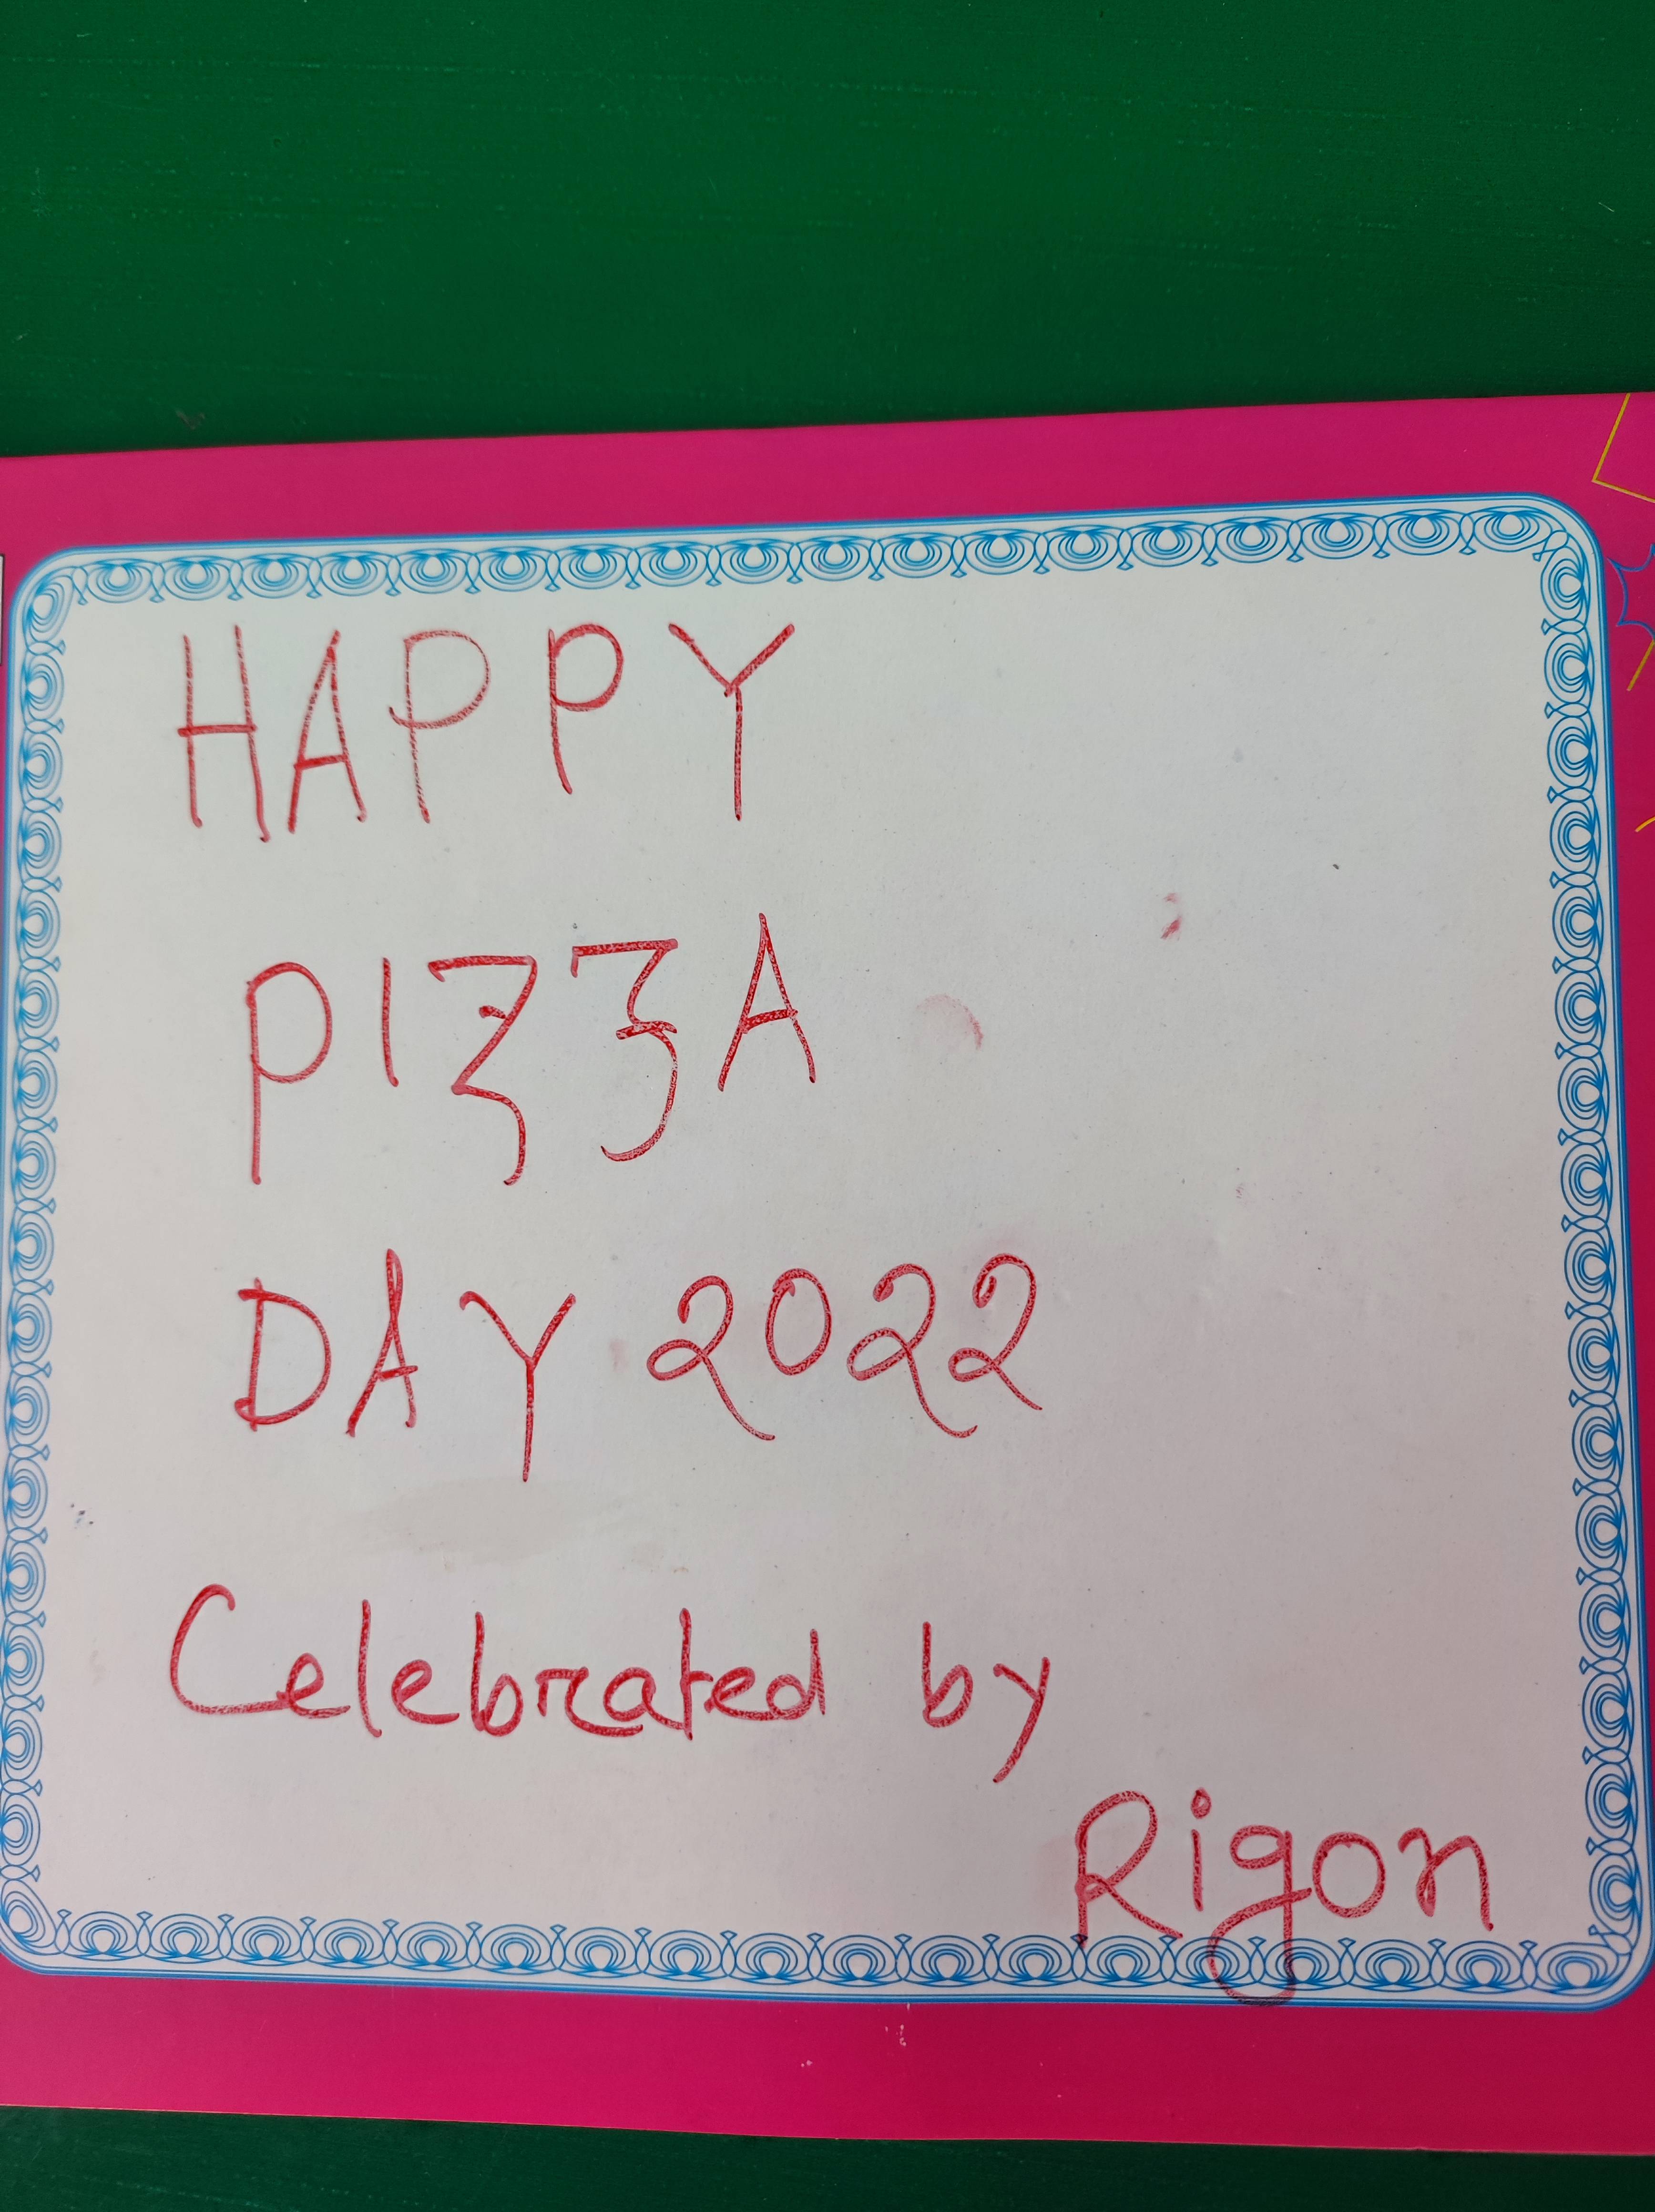 HAPPY
PIZZA
DAY 2022
Celebrated by
Rigon